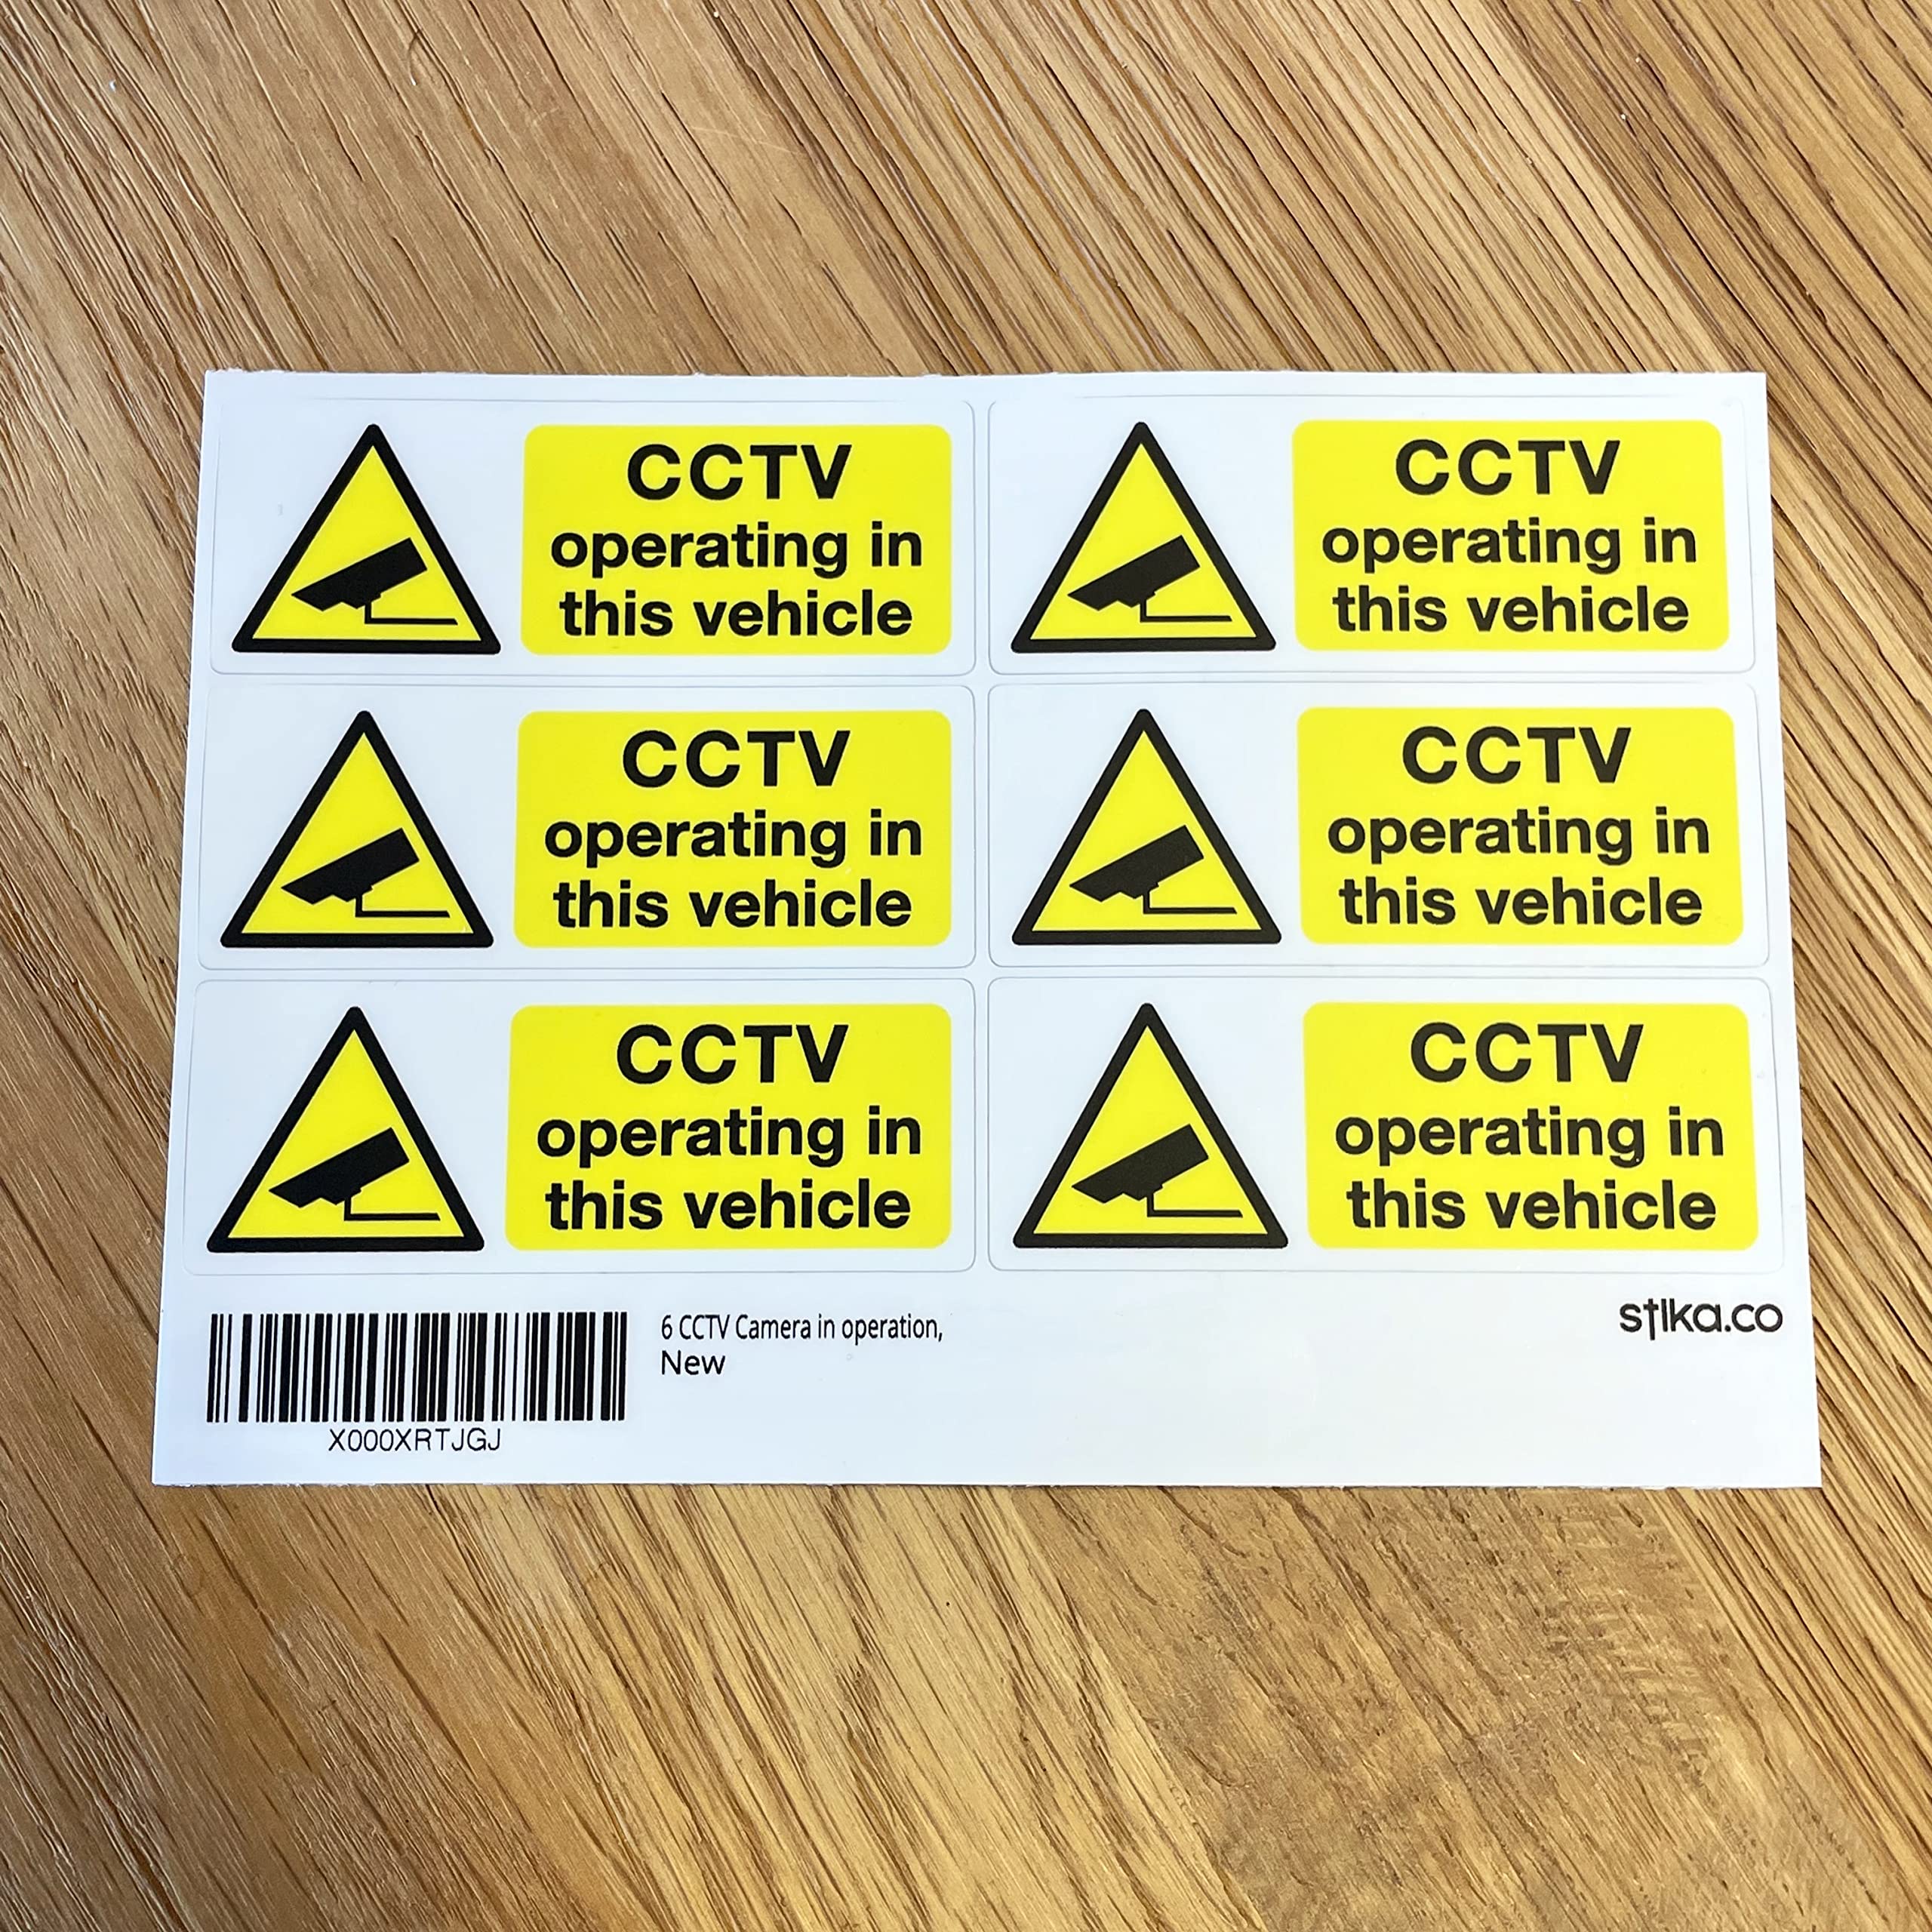 CCTV
operating in
this vehicle
CCTV
operating in
this vehicle
CCTV
operating in
this vehicle
CCTV
operating in
this vehicle
CCTV
operating in
this vehicle
CCTV
operating in
this vehicle
6 CCTV Camera in operation,
New
X000XRTJGJ
stika.co